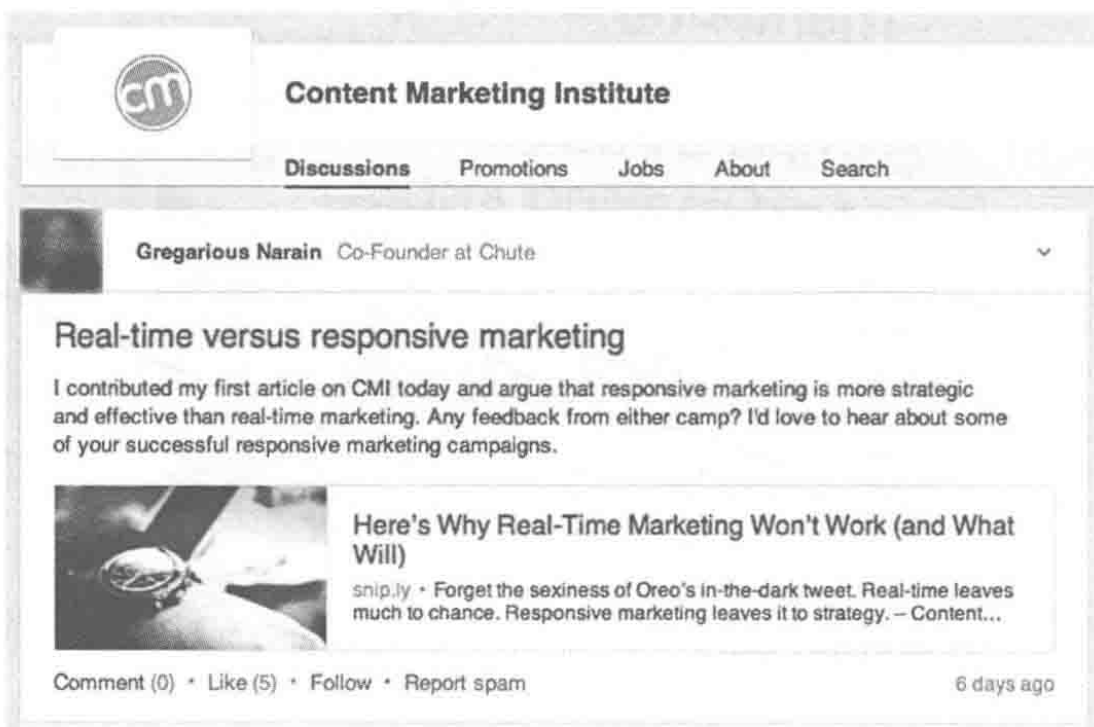 cm
Content Marketing Institute
Discussions Promotions Jobs About Search
Gregarious Narain Co-Founder at Chute
Real-time versus responsive marketing
I contributed my first article on CMI today and argue that responsive marketing is more strategic
and effective than real-time marketing. Any feedback from either camp? I'd love to hear about some
of your successful responsive marketing campaigns.
Here's Why Real-Time Marketing Won't Work (and What
Will)
snip.ly • Forget the sexiness of Oreo's in-the-dark tweet. Real-time leaves
much to chance. Responsive marketing leaves it to strategy. – Content...
Comment (0) • Like (5) • Follow • Report spam 6 days ago